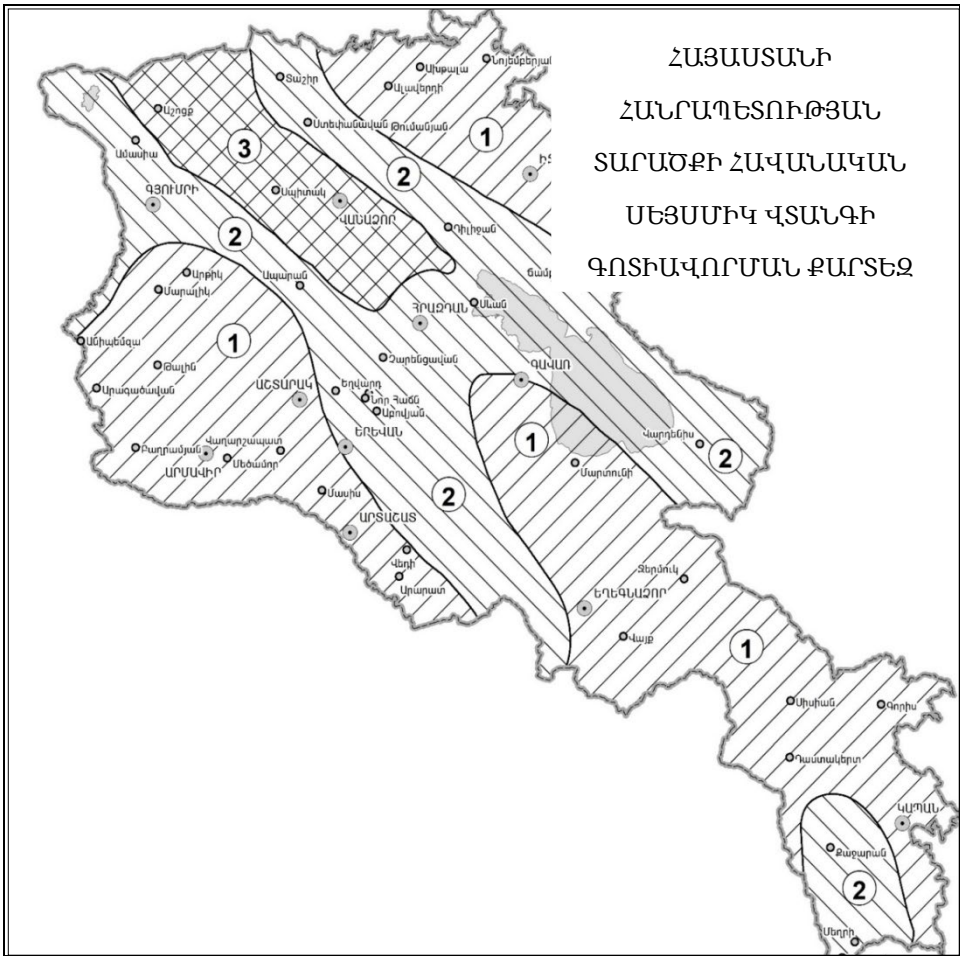 ՀԱՅԱՍՏԱՆԻ
ՀԱՆՐԱՊԵՏՈՒԹՅԱՆ
ՏԱՐԱԾՔԻ ՀԱՎԱՆԱԿԱՆ
ՍԵՅՍՄԻԿ ՎՏԱՆԳԻ
ԳՈՏԻԱՎՈՐՄԱՆ ՔԱՐՏԵԶ
Նոյեմբերյան
Ախթալա
Տաշիր
Ալավերդի
Աշոցք
Ստեփանավան
Թումանյան
1
Ամասիա
3
2
ԳՅՈՒՄՐԻ
Սպիտակ
ՎԱՆԱՁՈՐ
Դիլիջան
2
Արթիկ
Ապարան
Մարալիկ
Սևան
ՀՐԱԶԴԱՆ
Անիպեմզա
1
Չարենցավան
Թալին
ԳԱՎԱՌ
Արագածավան
ԱՇՏԱՐԱԿ
Եղվարդ
Նոր Հաճն
Աբովյան
1
Վարդենիս
2
Բաղրամյան
Վաղարշապատ
ԵՐԵՎԱՆ
ԱՐՄԱՎԻՐ
Մեծամոր
Մարտունի
Մասիս
2
ԱՐՏԱՇԱՏ
Վեդի
Արարատ
Ջերմուկ
ԵՂԵԳՆԱՁՈՐ
Վայք
1
Սիսիան
Գորիս
Դաստակերտ
ԿԱՊԱՆ
Քաջարան
2
Մեղրի